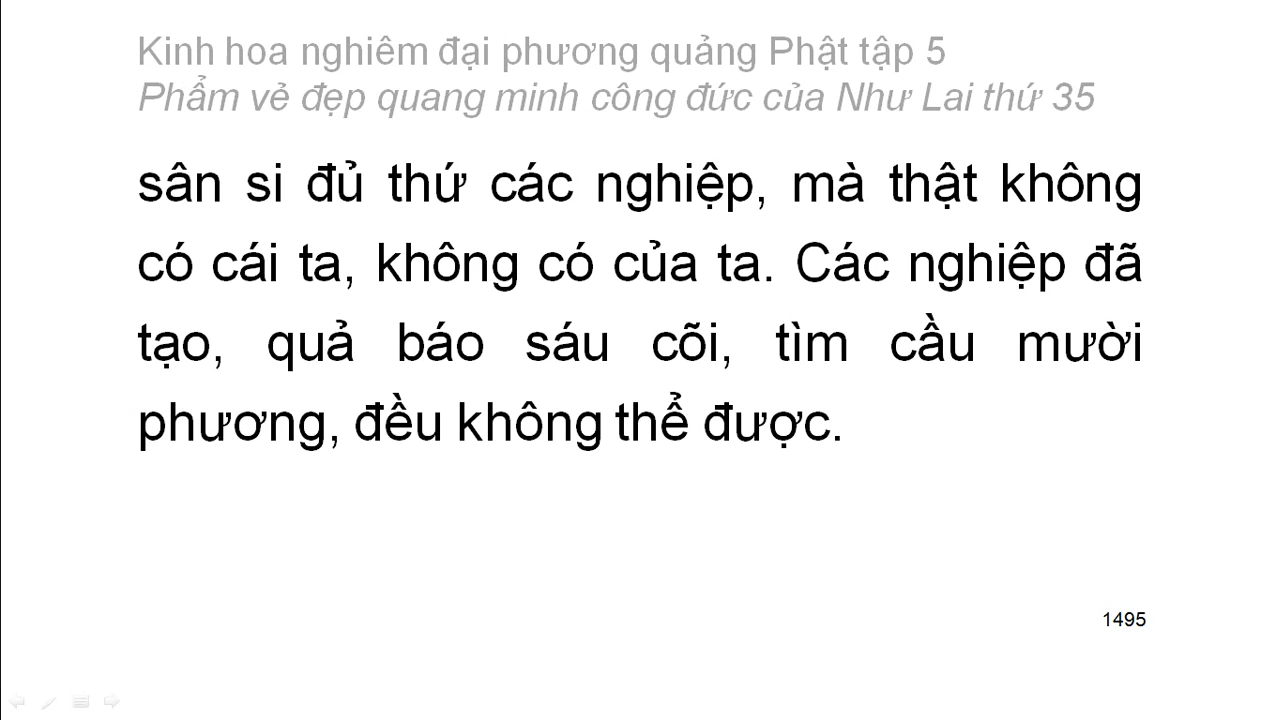 Kinh hoa nghiêm đại phương quảng Phật tập 5
Phẩm vẻ đẹp quang minh công đức của Như Lai thứ 35
sân si đủ thứ các nghiệp, mà thật không
có cái ta, không có của ta. Các nghiệp đã
tạo, quả báo sáu cõi, tìm cầu mười
phương, đều không thể được.
1495